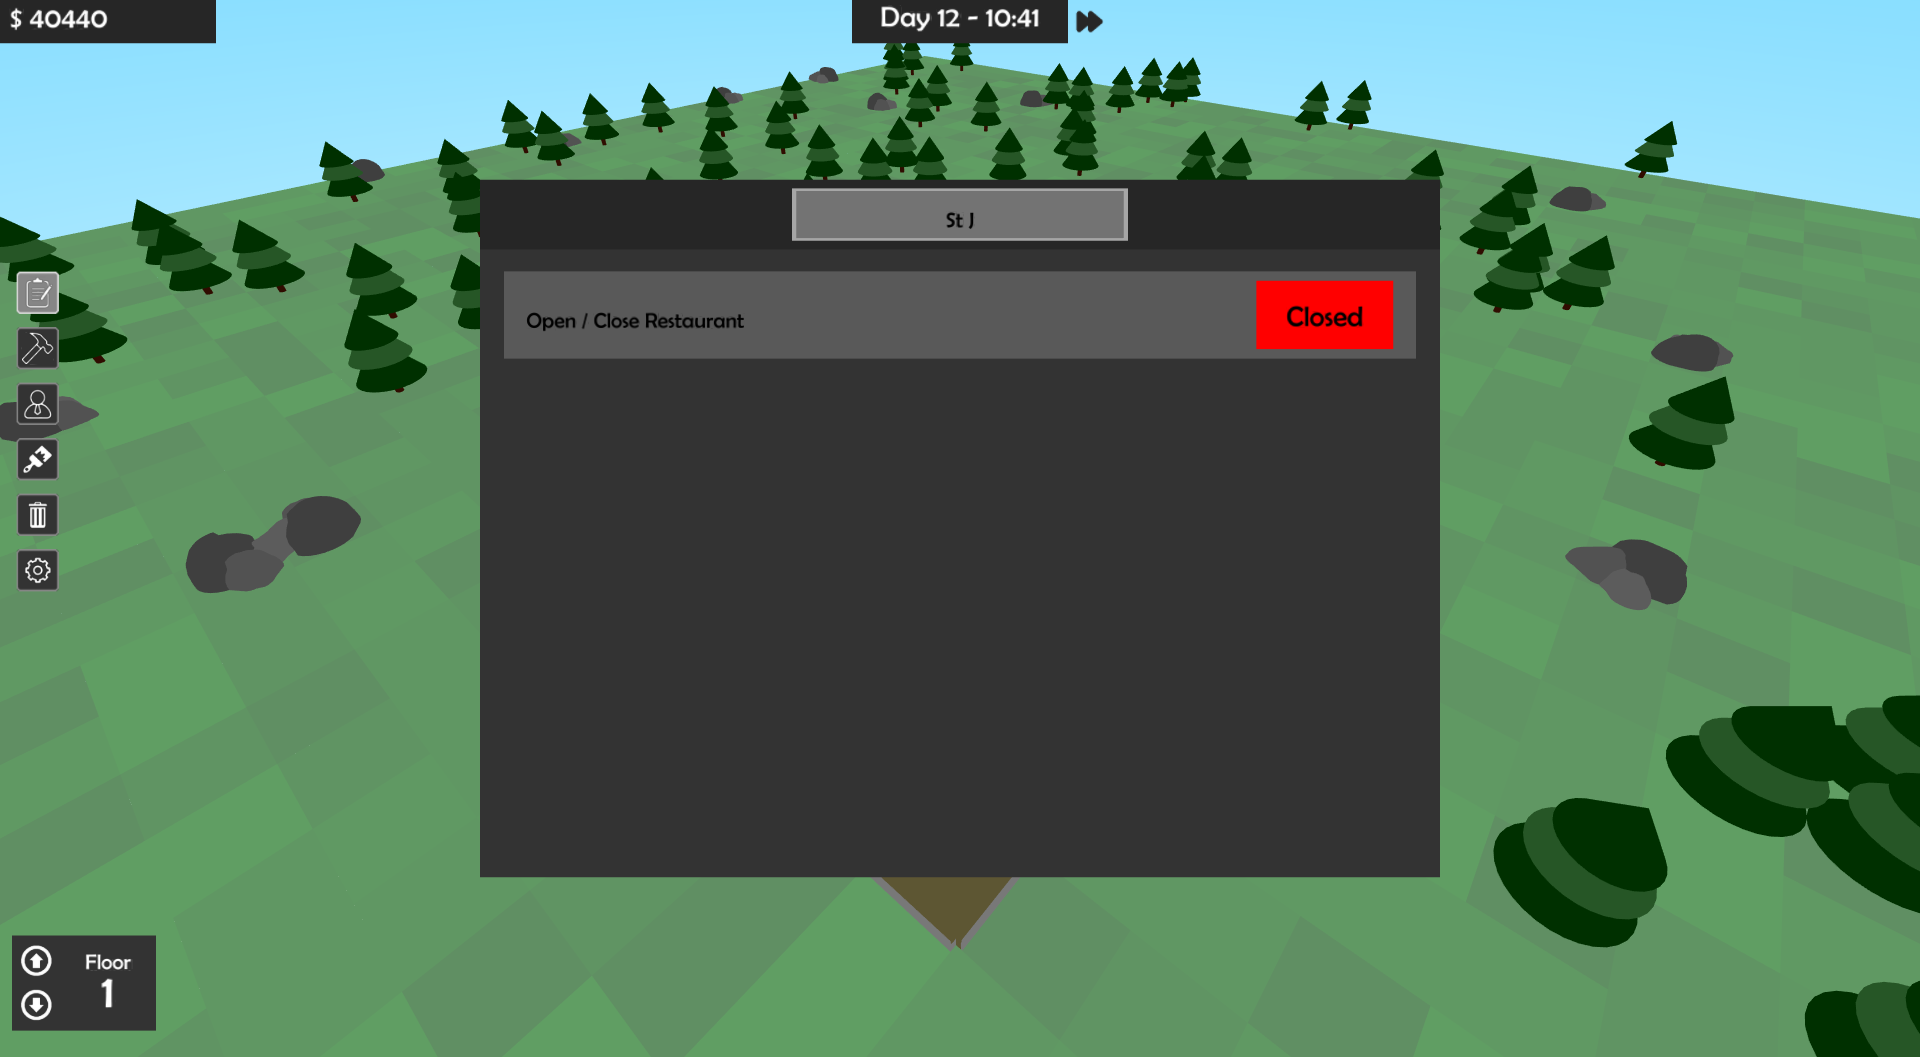 $ 40440
Day 12 - 10:41
St J
Open / Close Restaurant
Closed
Floor
1